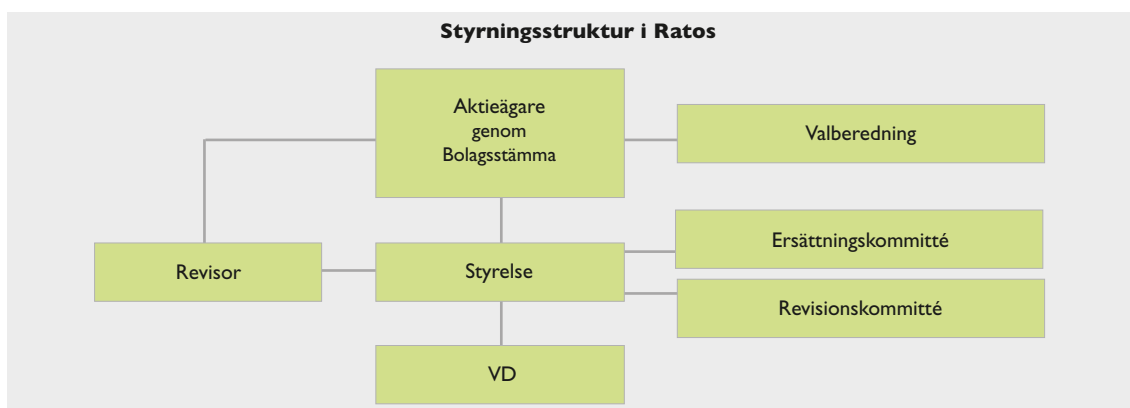 Styrningsstruktur i Ratos
Aktieägare
genom
Bolagsstämma
Valberedning
Ersättningskommitté
Revisor
Styrelse
Revisionskommitté
VD